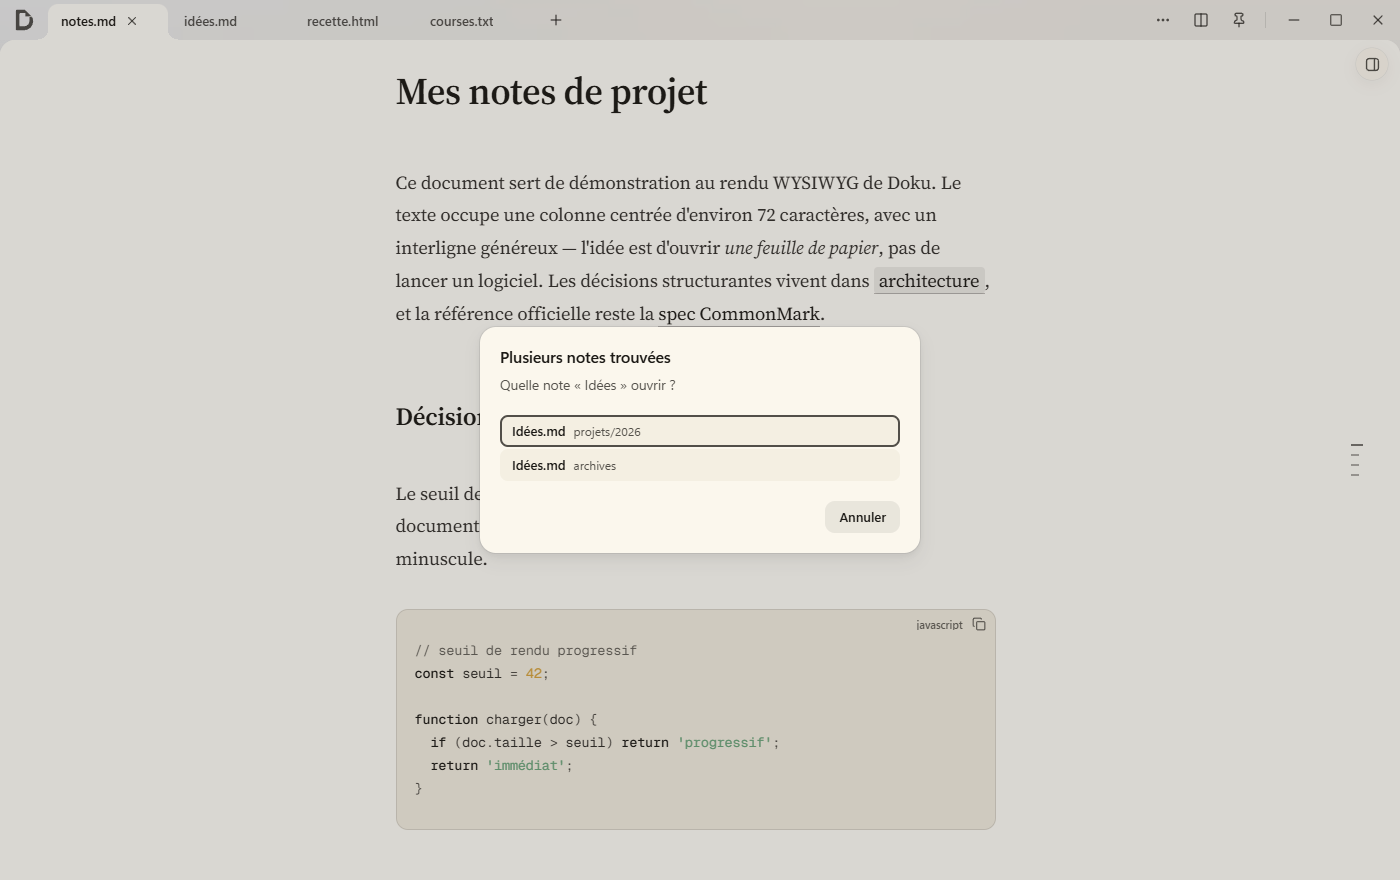 notes.md
idées.md
recette.html
courses.txt
Mes notes de projet
Ce document sert de démonstration au rendu WYSIWYG de Doku. Le
texte occupe une colonne centrée d'environ 72 caractères, avec un
interligne généreux — l'idée est d'ouvrir une feuille de papier, pas de
lancer un logiciel. Les décisions structurantes vivent dans architecture,
et la référence officielle reste la spec CommonMark.
Plusieurs notes trouvées
Quelle note « Idées » ouvrir ?
Idées.md projets/2026
Idées.md archives
Annuler
Le seuil de
document
minuscule.
javascript
// seuil de rendu progressif
const seuil = 42;
function charger(doc) {
  if (doc.taille > seuil) return 'progressif';
  return 'immédiat';
}